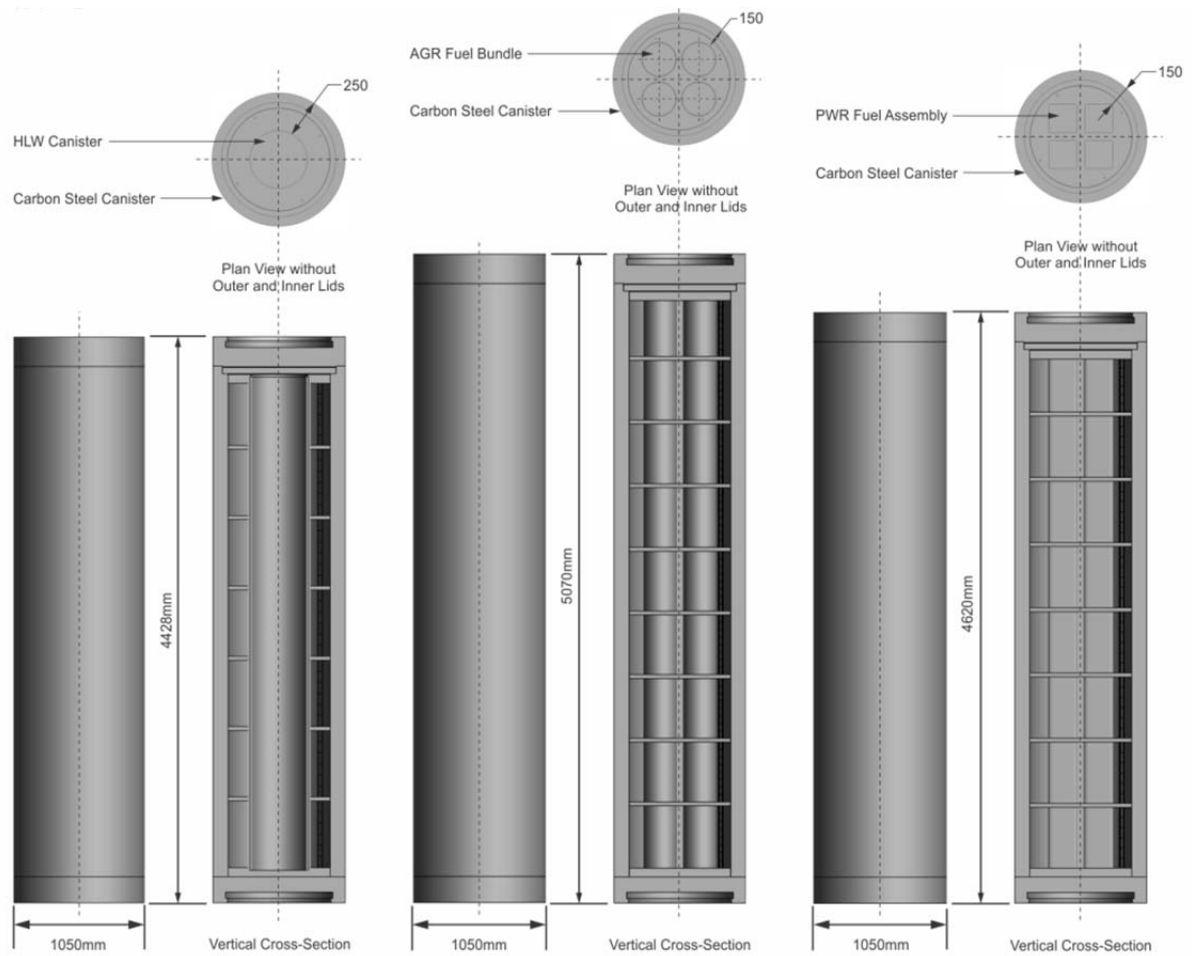 250
HLW Canister
Carbon Steel Canister
Plan View without
Outer and Inner Lids
4428mm
1050mm
Vertical Cross-Section
150
AGR Fuel Bundle
Carbon Steel Canister
Plan View without
Outer and Inner Lids
5070mm
1050mm
Vertical Cross-Section
150
PWR Fuel Assembly
Carbon Steel Canister
Plan View without
Outer and Inner Lids
4620mm
1050mm
Vertical Cross-Section